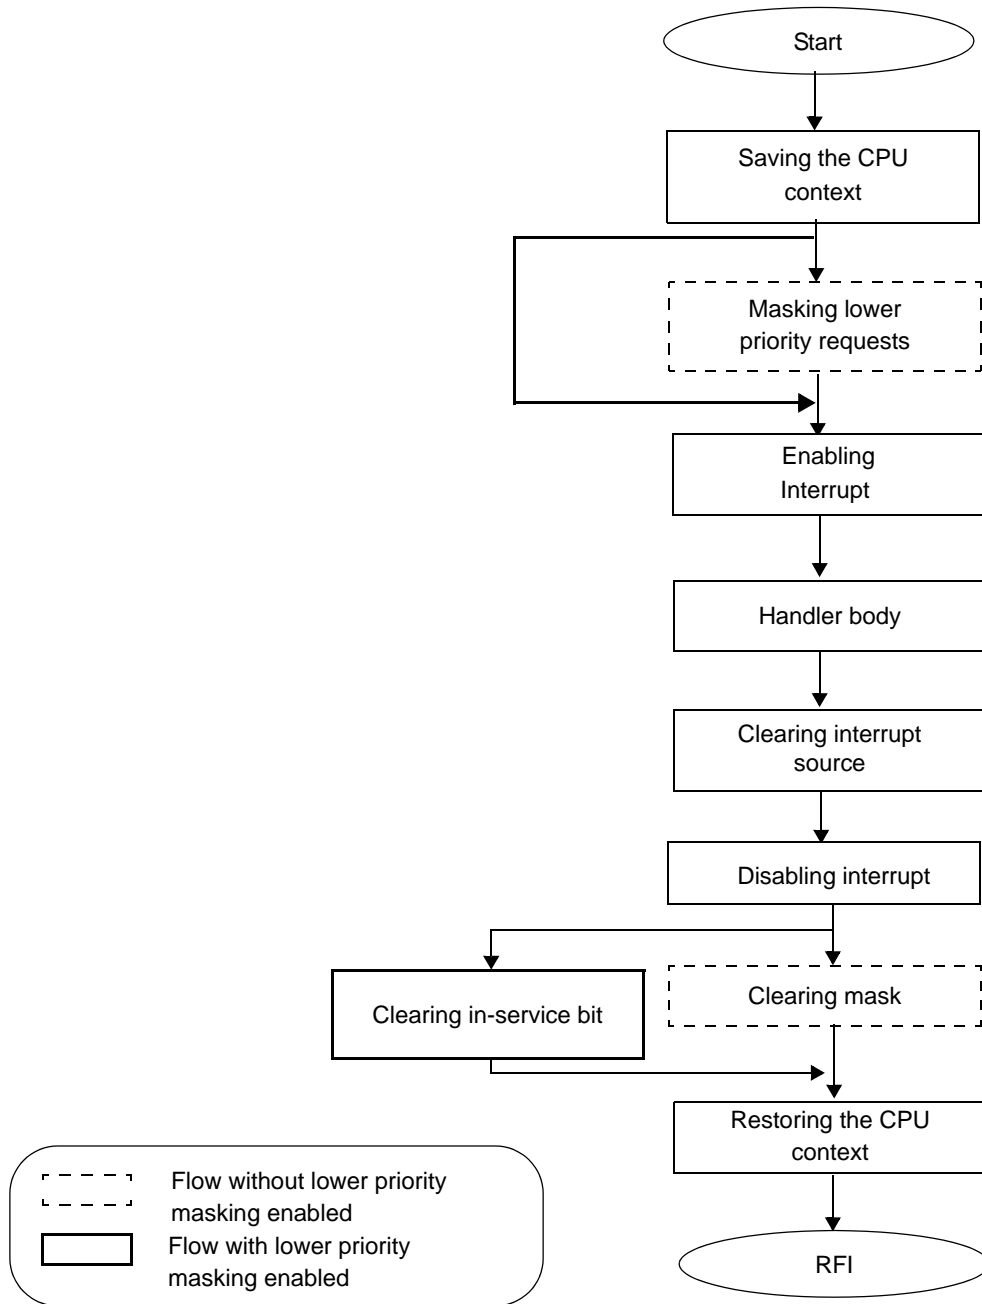 Start
Saving the CPU
context
Masking lower
priority requests
Enabling
Interrupt
Handler body
Clearing interrupt
source
Disabling interrupt
Clearing in-service bit
Clearing mask
Restoring the CPU
context
RFI
Flow without lower priority
masking enabled
Flow with lower priority
masking enabled